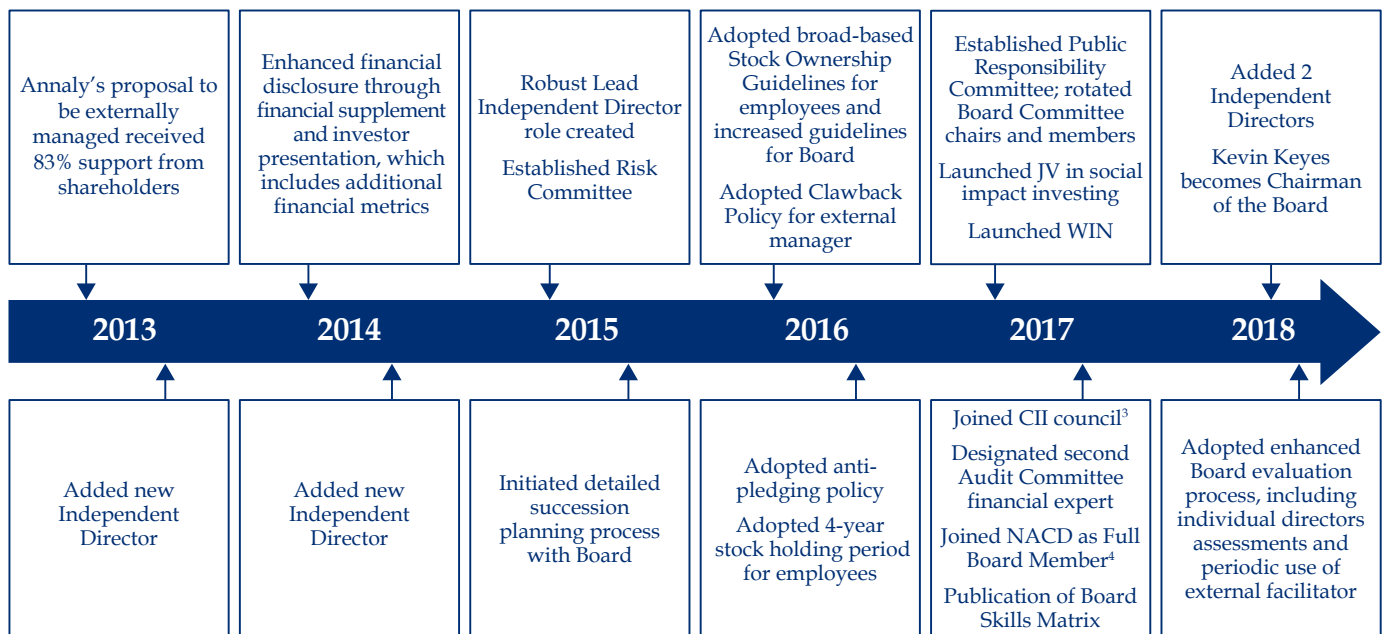 Annaly’s proposal to
be externally
managed received
83% support from
shareholders
Enhanced financial
disclosure through
financial supplement
and investor
presentation, which
includes additional
financial metrics
Robust Lead
Independent Director
role created
Established Risk
Committee
Adopted broad-based
Stock Ownership
Guidelines for
employees and
increased guidelines
for Board
Adopted Clawback
Policy for external
manager
Established Public
Responsibility
Committee; rotated
Board Committee
chairs and members
Launched JV in social
impact investing
Launched WIN
Added 2
Independent
Directors
Kevin Keyes
becomes Chairman
of the Board
2013
2014
2015
2016
2017
2018
Added new
Independent
Director
Added new
Independent
Director
Initiated detailed
succession
planning process
with Board
Adopted anti-
pledging policy
Adopted 4-year
stock holding period
for employees
Joined CII council³
Designated second
Audit Committee
financial expert
Joined NACD as Full
Board Member⁴
Publication of Board
Skills Matrix
Adopted enhanced
Board evaluation
process, including
individual directors
assessments and
periodic use of
external facilitator